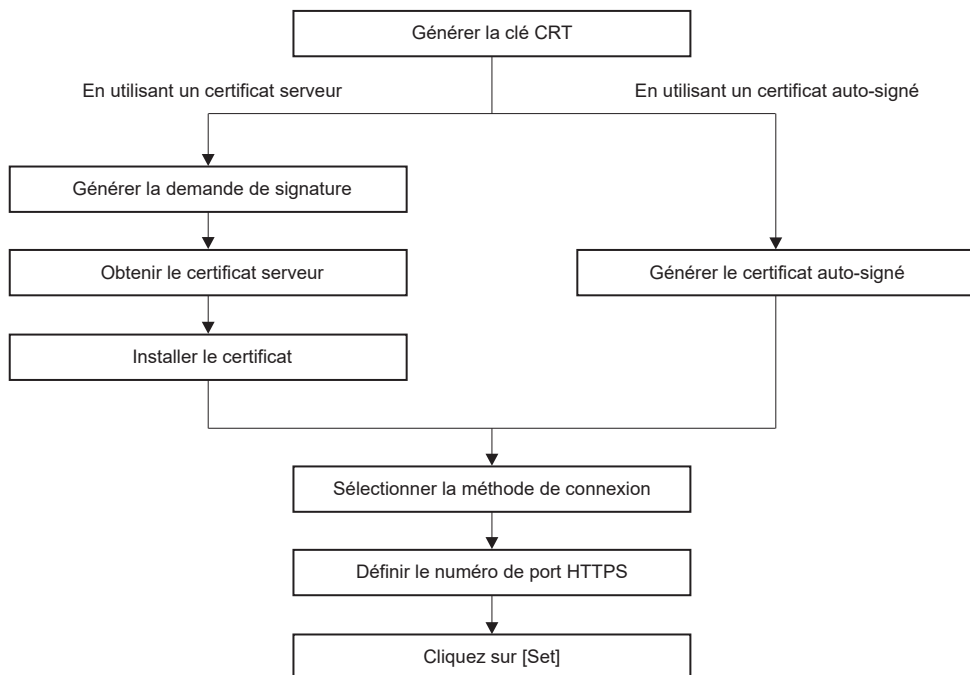 Générer la clé CRT
En utilisant un certificat serveur
En utilisant un certificat auto-signé
Générer la demande de signature
Obtenir le certificat serveur
Générer le certificat auto-signé
Installer le certificat
Sélectionner la méthode de connexion
Définir le numéro de port HTTPS
Cliquez sur [Set]